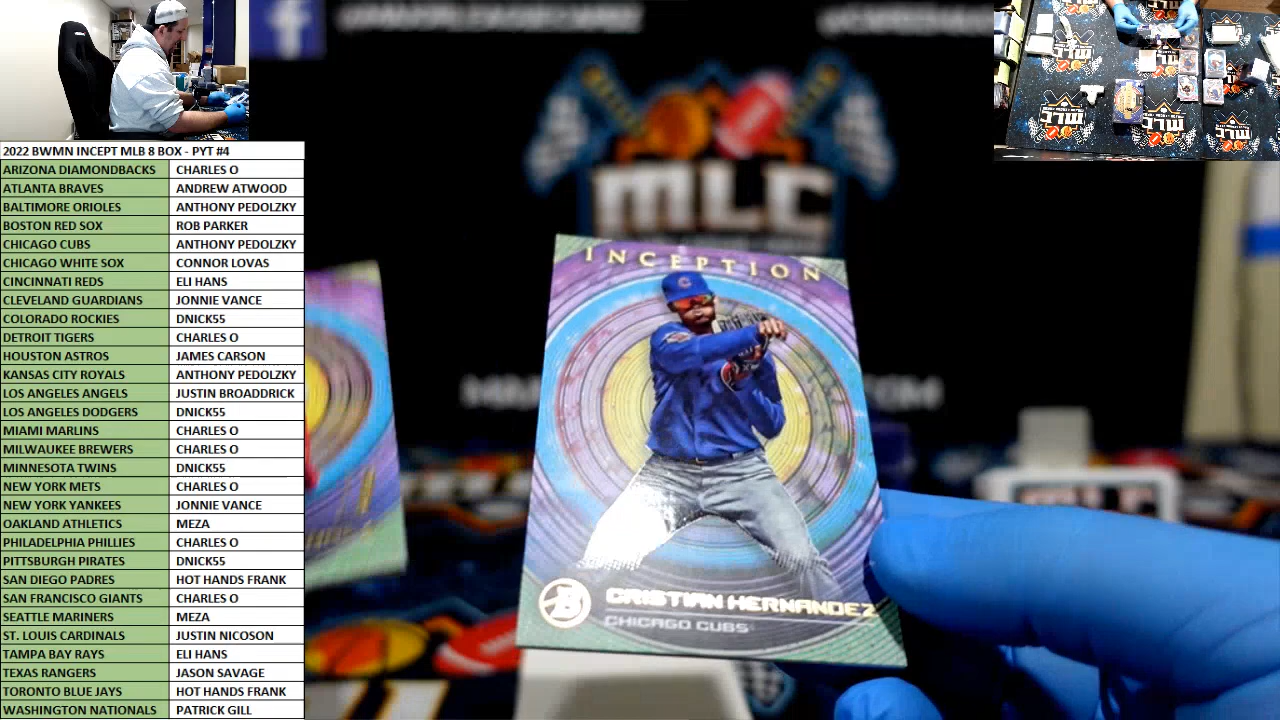 2022 BWMN INCEPT MLB 8 BOX - PYT #4
ARIZONA DIAMONDBACKS CHARLES O
ATLANTA BRAVES ANDREW ATWOOD
BALTIMORE ORIOLES ANTHONY PEDOLZKY
BOSTON RED SOX ROB PARKER
CHICAGO CUBS ANTHONY PEDOLZKY
CHICAGO WHITE SOX CONNOR LOVAS
CINCINNATI REDS ELI HANS
CLEVELAND GUARDIANS JONNIE VANCE
COLORADO ROCKIES DNICK55
DETROIT TIGERS CHARLES O
HOUSTON ASTROS JAMES CARSON
KANSAS CITY ROYALS ANTHONY PEDOLZKY
LOS ANGELES ANGELS JUSTIN BROADDRICK
LOS ANGELES DODGERS DNICK55
MIAMI MARLINS CHARLES O
MILWAUKEE BREWERS CHARLES O
MINNESOTA TWINS DNICK55
NEW YORK METS CHARLES O
NEW YORK YANKEES JONNIE VANCE
OAKLAND ATHLETICS MEZA
PHILADELPHIA PHILLIES CHARLES O
PITTSBURGH PIRATES DNICK55
SAN DIEGO PADRES HOT HANDS FRANK
SAN FRANCISCO GIANTS CHARLES O
SEATTLE MARINERS MEZA
ST. LOUIS CARDINALS JUSTIN NICOSON
TAMPA BAY RAYS ELI HANS
TEXAS RANGERS JASON SAVAGE
TORONTO BLUE JAYS HOT HANDS FRANK
WASHINGTON NATIONALS PATRICK GILL
MLC
INCEPTION
C
B
CRISTIAN HERNANDEZ
CHICAGO CUBS
MLC